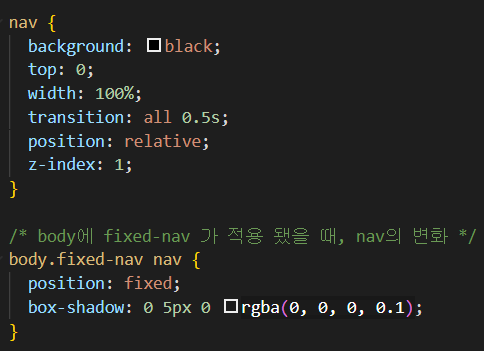 nav {
background: black;
top: 0;
width: 100%;
transition: all 0.5s;
position: relative;
z-index: 1;
}
/* body에 fixed-nav 가 적용 됐을 때, nav의 변화 */
body.fixed-nav nav {
position: fixed;
box-shadow: 0 5px 0 rgba(0, 0, 0, 0.1);
}